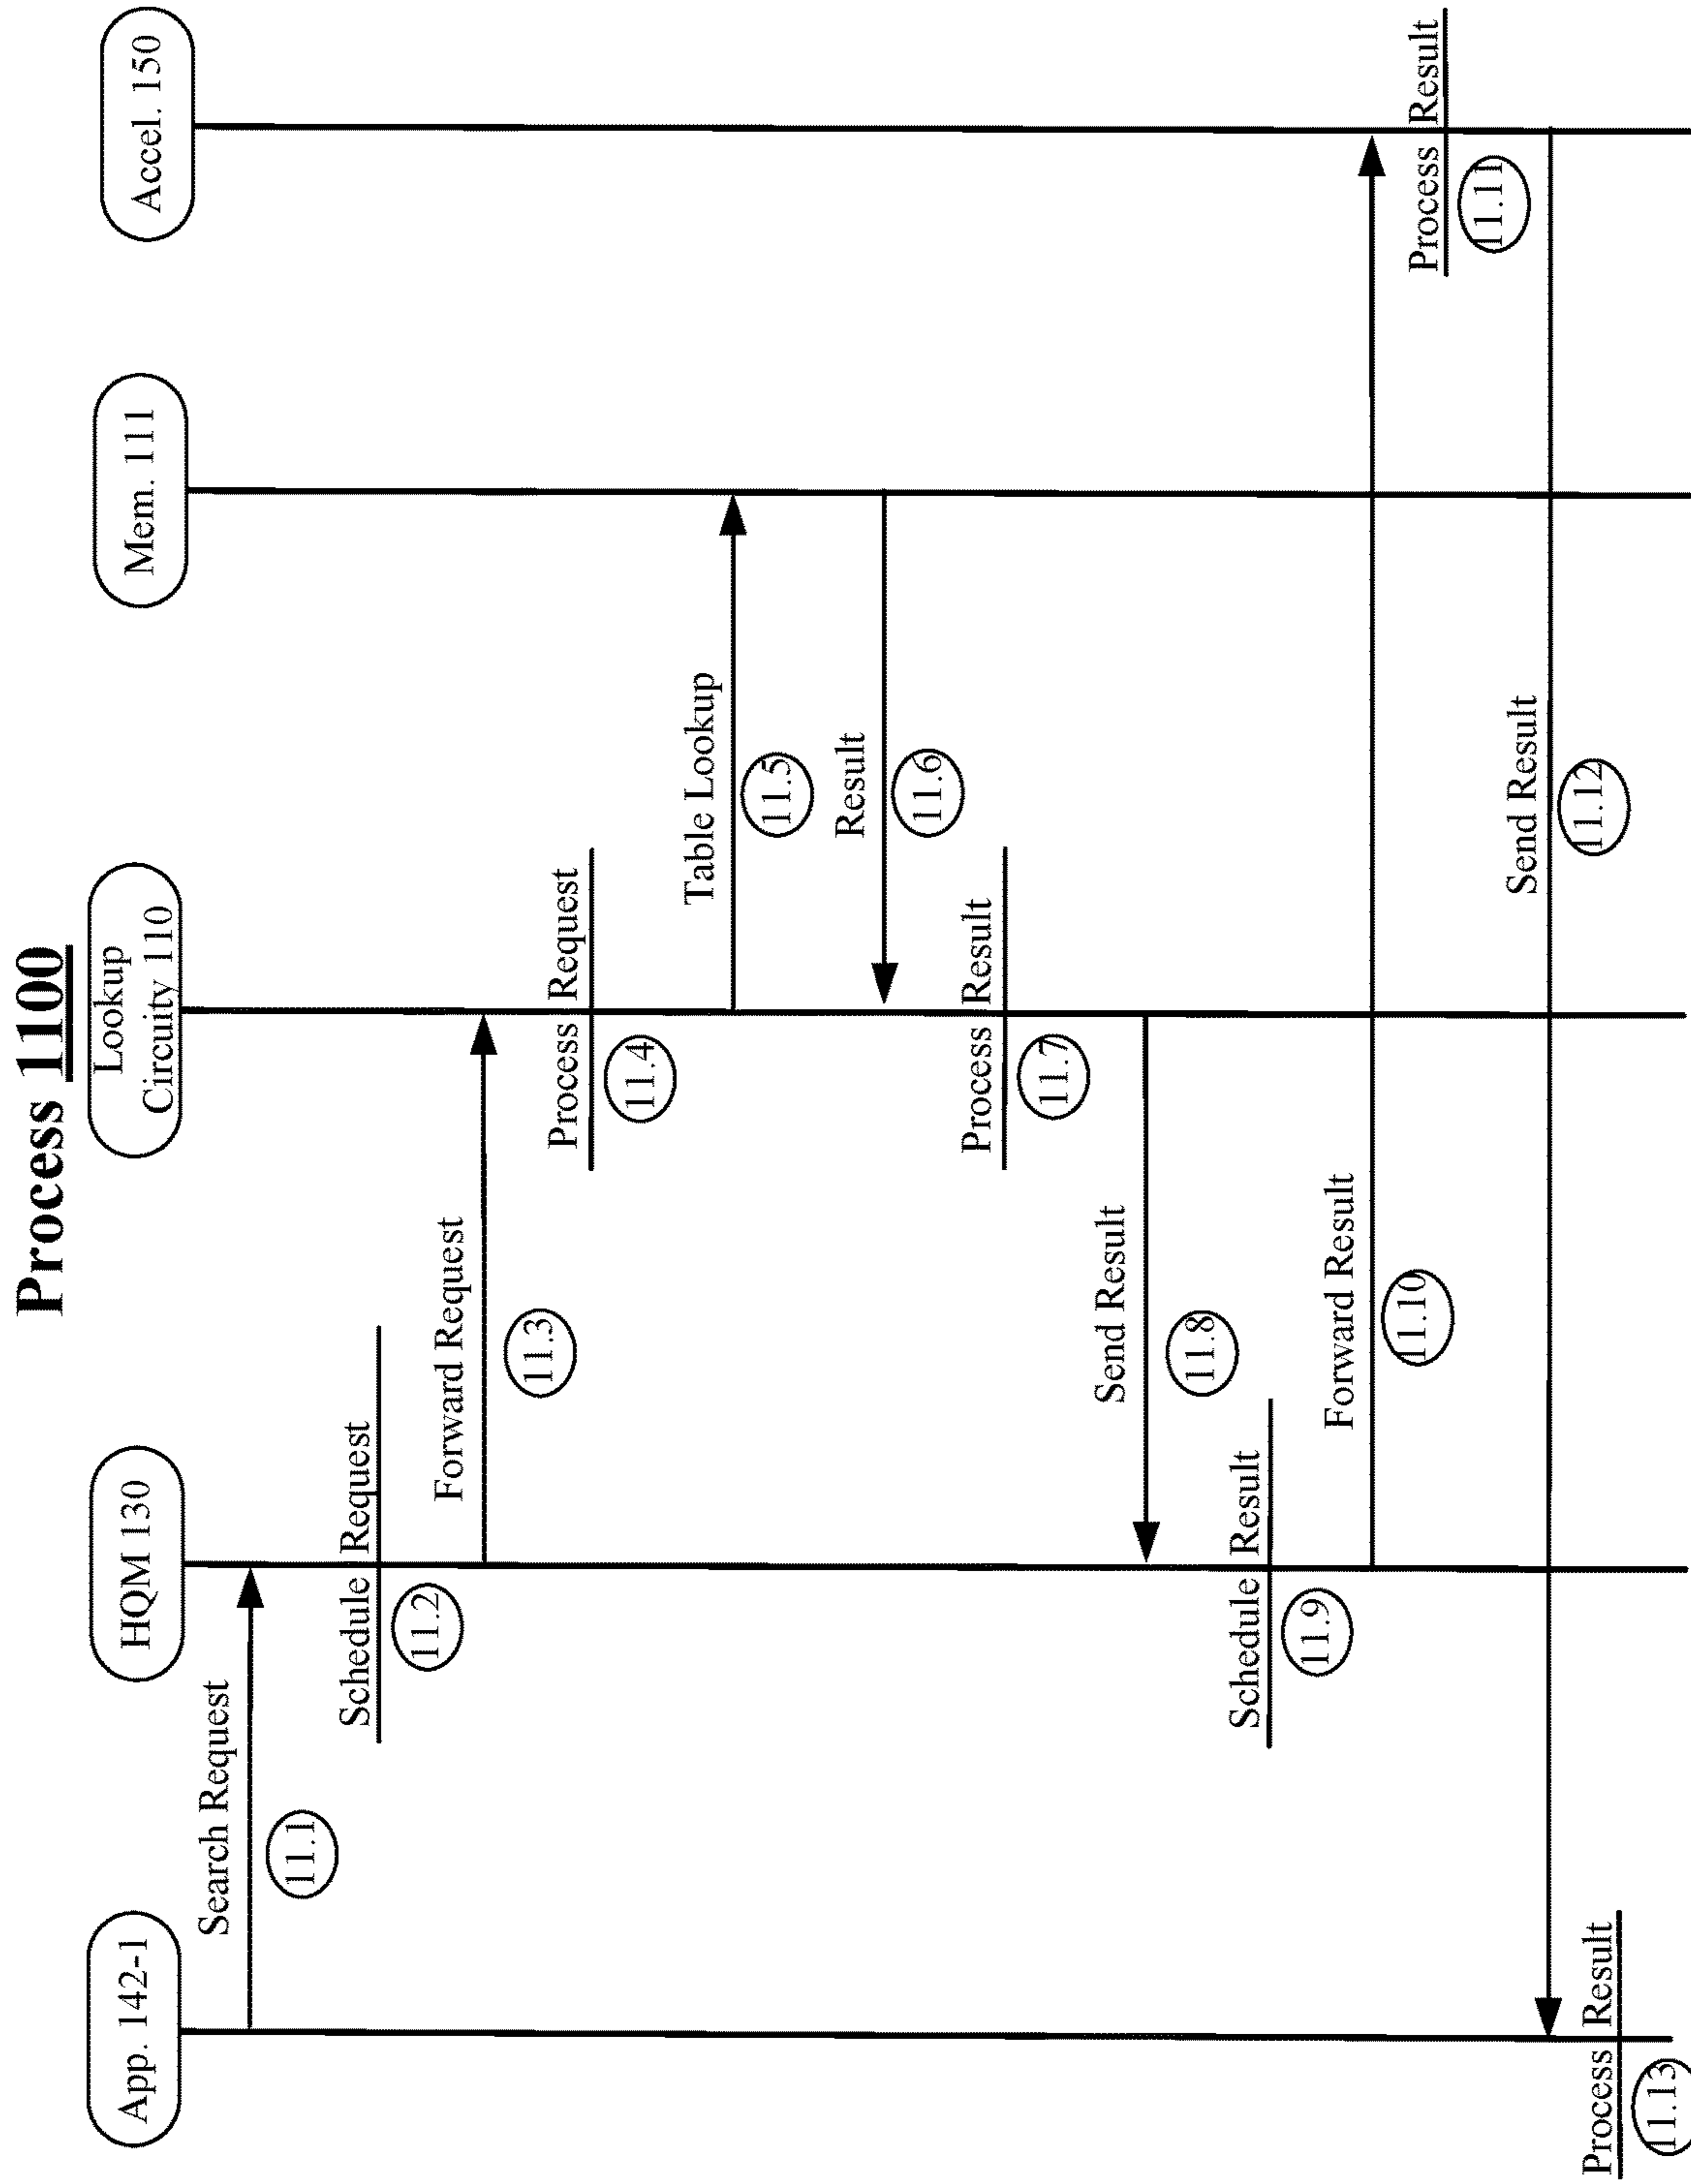 Process 1100
App. 142-1
HQM 130
Lookup
Circuity 110
Mem. 111
Accel. 150
Search Request
11.1
Schedule Request
11.2
Forward Request
11.3
Process Request
11.4
Table Lookup
11.5
Result
11.6
Process Result
11.7
Send Result
11.8
Schedule Result
11.9
Forward Result
11.10
Process Result
11.11
Send Result
11.12
Process Result
11.13